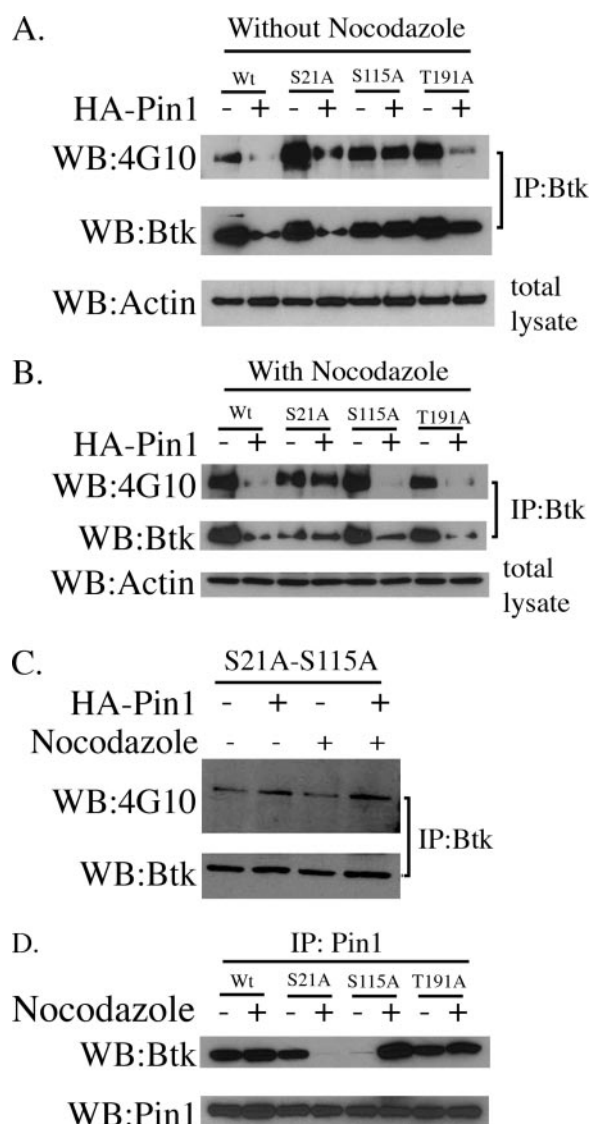 A.
Without Nocodazole
Wt S21A S115A T191A
HA-Pin1 - + - + - + - +
WB:4G10
IP:Btk
WB:Btk
WB:Actin
total
lysate
B.
With Nocodazole
Wt S21A S115A T191A
HA-Pin1 - + - + - + - +
WB:4G10
IP:Btk
WB:Btk
WB:Actin
total
lysate
C.
S21A-S115A
HA-Pin1 - + - +
Nocodazole - - + +
WB:4G10
IP:Btk
WB:Btk
D.
IP: Pin1
Wt S21A S115A T191A
Nocodazole - + - + - + - +
WB:Btk
WB:Pin1